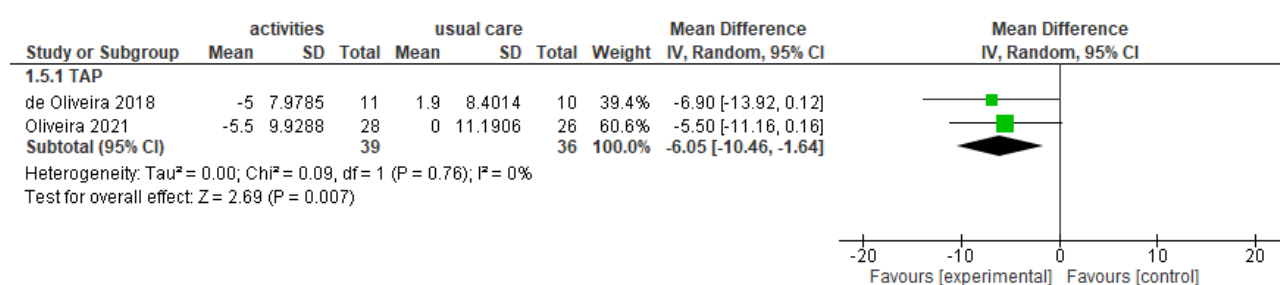 activities usual care Mean Difference Mean Difference
Study or Subgroup Mean SD Total Mean SD Total Weight IV, Random, 95% CI IV, Random, 95% CI
1.5.1 TAP
de Oliveira 2018 -5 7.9785 11 1.9 8.4014 10 39.4% -6.90 [-13.92, 0.12]
Oliveira 2021 -5.5 9.9288 28 0 11.1906 26 60.6% -5.50 [-11.16, 0.16]
Subtotal (95% CI) 39 36 100.0% -6.05 [-10.46, -1.64]
Heterogeneity: Tau² = 0.00; Chi² = 0.09, df = 1 (P = 0.76); I² = 0%
Test for overall effect: Z = 2.69 (P = 0.007)
-20 -10 0 10 20
Favours [experimental] Favours [control]